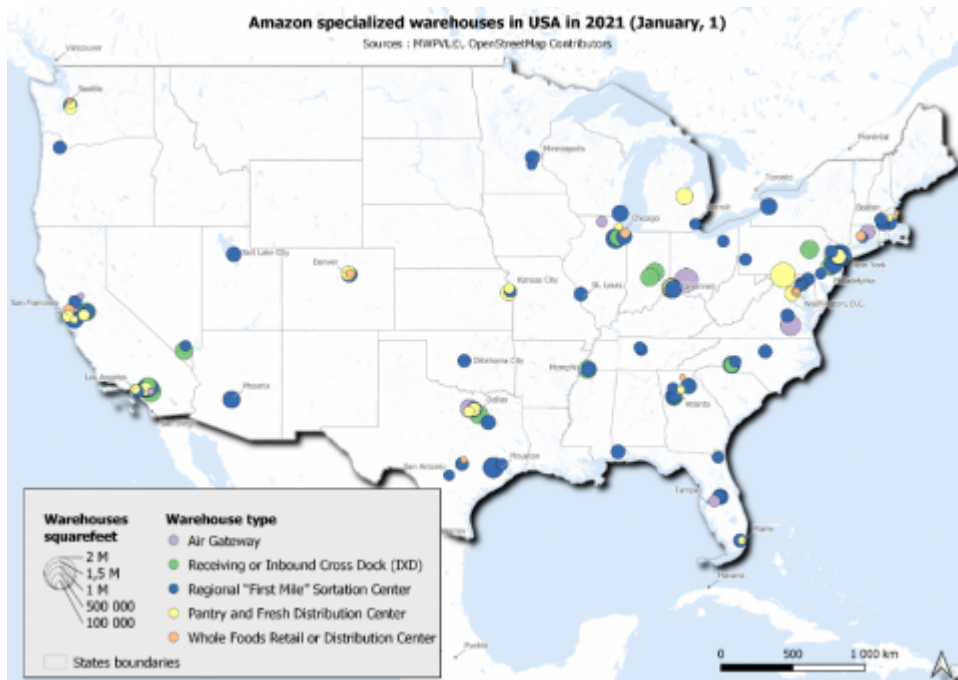 Amazon specialized warehouses in USA in 2021 (January, 1)
Sources : MWPVL©, OpenStreetMap Contributors
Vancouver
Seattle
Montréal
Minneapolis
Toronto
Boston
Detroit
Chicago
Salt Lake City
Denver
New York
Kansas City
St. Louis
Cincinnati
Philadelphia
San Francisco
Washington, D.C.
Oklahoma City
Memphis
Los Angeles
Phoenix
Atlanta
San Diego
Dallas
San Antonio
Houston
Tampa
Miami
Havana
Puebla
Warehouses
squarefeet
2 M
1,5 M
1 M
500 000
100 000
States boundaries
Warehouse type
Air Gateway
Receiving or Inbound Cross Dock (IXD)
Regional "First Mile" Sortation Center
Pantry and Fresh Distribution Center
Whole Foods Retail or Distribution Center
0 500 1 000 km